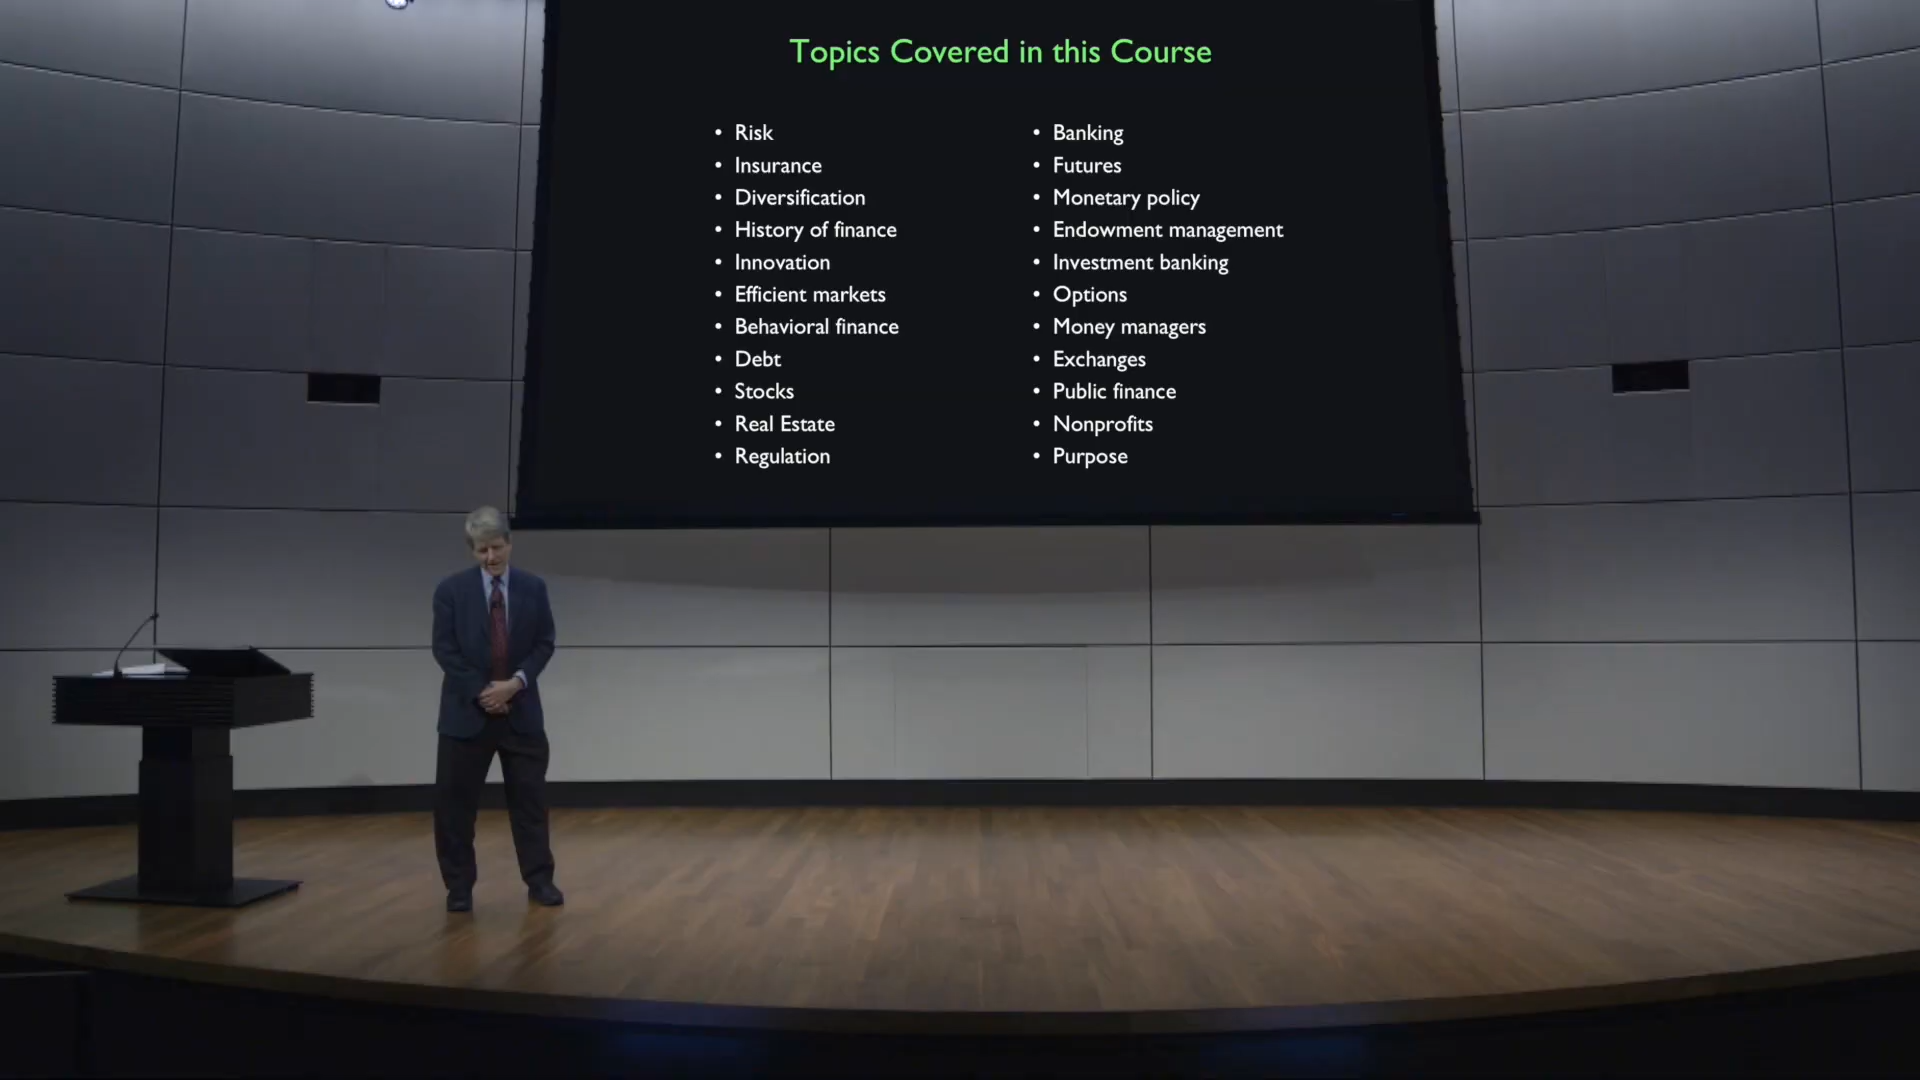 Topics Covered in this Course
• Risk
• Insurance
• Diversification
• History of finance
• Innovation
• Efficient markets
• Behavioral finance
• Debt
• Stocks
• Real Estate
• Regulation
• Banking
• Futures
• Monetary policy
• Endowment management
• Investment banking
• Options
• Money managers
• Exchanges
• Public finance
• Nonprofits
• Purpose